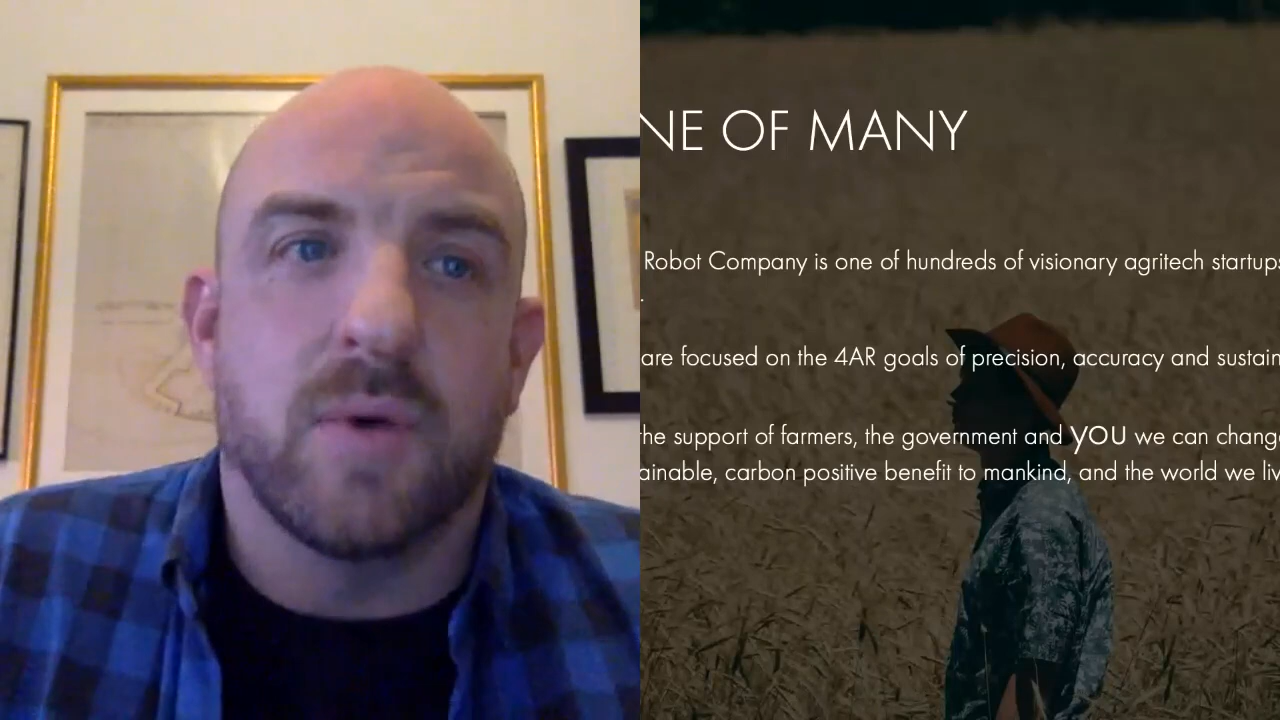 NE OF MANY
Robot Company is one of hundreds of visionary agritech startups
.
are focused on the 4AR goals of precision, accuracy and sustain
the support of farmers, the government and YOU we can change
ainable, carbon positive benefit to mankind, and the world we liv